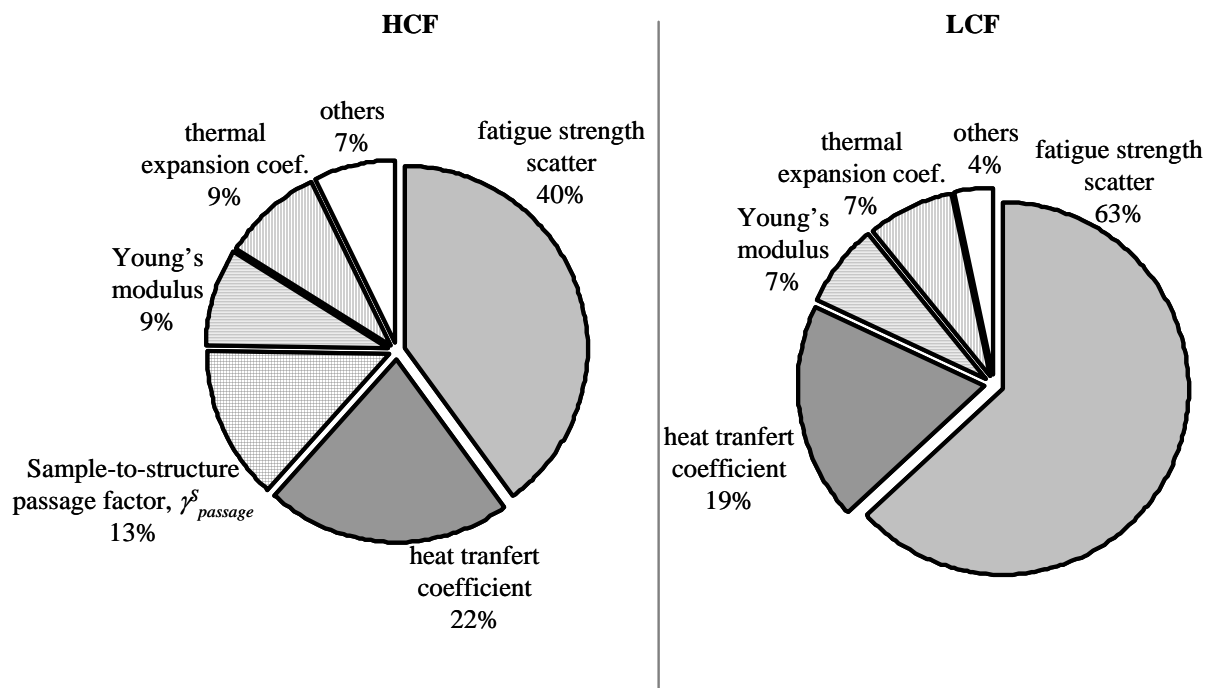 HCF
others
7%
thermal
expansion coef.
9%
fatigue strength
scatter
40%
Young’s
modulus
9%
Sample-to-structure
passage factor, γˢ passage
13%
heat tranfert
coefficient
22%
LCF
others
4%
thermal
expansion coef.
7%
fatigue strength
scatter
63%
Young’s
modulus
7%
heat tranfert
coefficient
19%